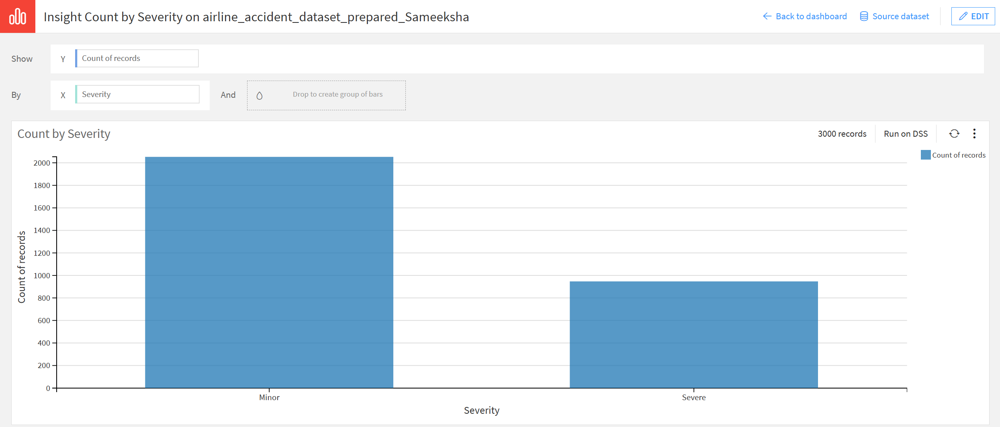 Insight Count by Severity on airline_accident_dataset_prepared_Sameeksha
Back to dashboard
Source dataset
EDIT
Show
Y
Count of records
By
X
Severity
And
Drop to create group of bars
Count by Severity
3000 records
Run on DSS
Count of records
2000
1800
1600
1400
1200
1000
800
600
400
200
0
Count of records
Minor
Severe
Severity